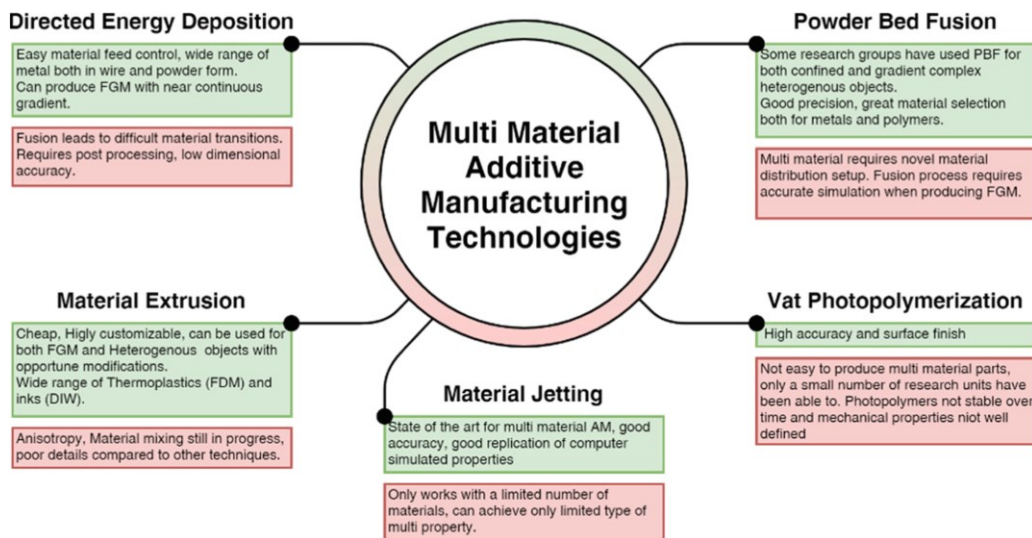 Directed Energy Deposition
Easy material feed control, wide range of
metal both in wire and powder form.
Can produce FGM with near continuous
gradient.
Fusion leads to difficult material transitions.
Requires post processing, low dimensional
accuracy.
Powder Bed Fusion
Some research groups have used PBF for
both confined and gradient complex
heterogenous objects.
Good precision, great material selection
both for metals and polymers.
Multi material requires novel material
distribution setup. Fusion process requires
accurate simulation when producing FGM.
Multi Material
Additive
Manufacturing
Technologies
Material Extrusion
Cheap, Higly customizable, can be used for
both FGM and Heterogenous objects with
opportune modifications.
Wide range of Thermoplastics (FDM) and
inks (DIW).
Anisotropy, Material mixing still in progress,
poor details compared to other techniques.
Material Jetting
State of the art for multi material AM, good
accuracy, good replication of computer
simulated properties
Only works with a limited number of
materials, can achieve only limited type of
multi property.
Vat Photopolymerization
High accuracy and surface finish
Not easy to produce multi material parts,
only a small number of research units have
been able to. Photopolymers not stable over
time and mechanical properties niot well
defined